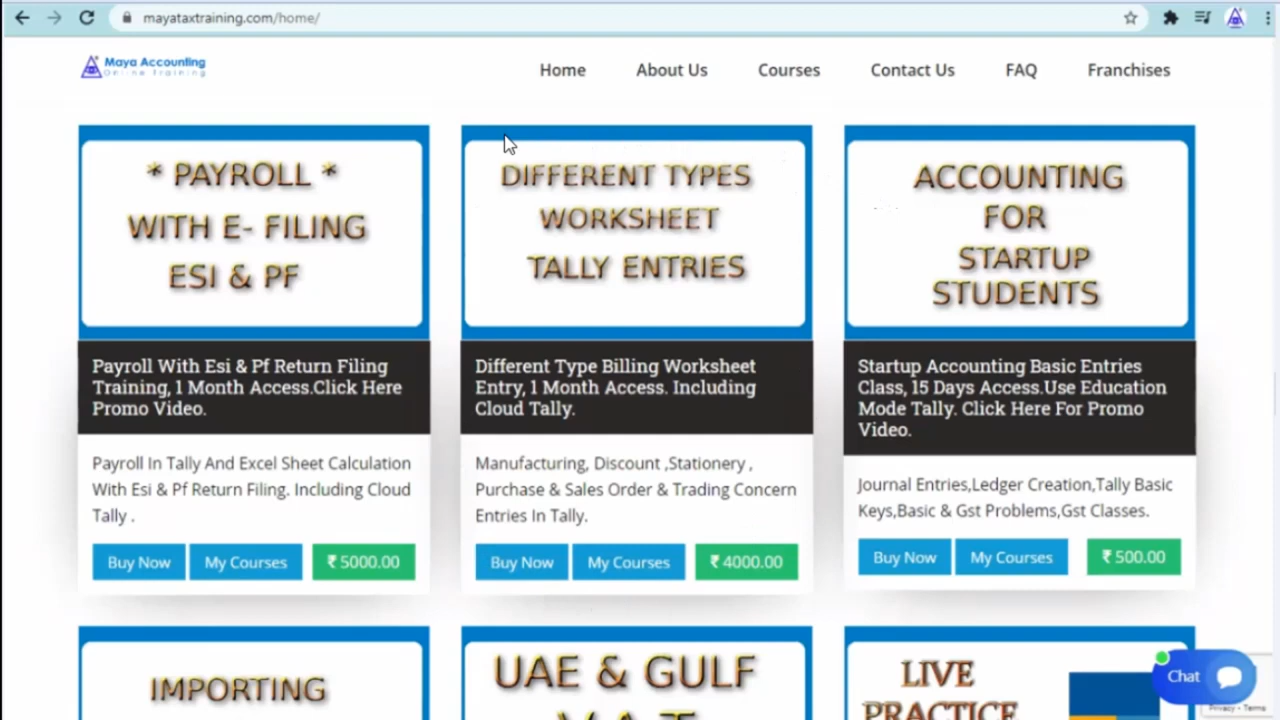 mayataxtraining.com/home/
Maya Accounting
Online Training
Home About Us Courses Contact Us FAQ Franchises
* PAYROLL *
WITH E- FILING
ESI & PF
Payroll With Esi & Pf Return Filing
Training, 1 Month Access.Click Here
Promo Video.
Payroll In Tally And Excel Sheet Calculation
With Esi & Pf Return Filing. Including Cloud
Tally .
Buy Now My Courses ₹ 5000.00
DIFFERENT TYPES
WORKSHEET
TALLY ENTRIES
Different Type Billing Worksheet
Entry, 1 Month Access. Including
Cloud Tally.
Manufacturing, Discount ,Stationery ,
Purchase & Sales Order & Trading Concern
Entries In Tally.
Buy Now My Courses ₹ 4000.00
ACCOUNTING
FOR
STARTUP
STUDENTS
Startup Accounting Basic Entries
Class, 15 Days Access.Use Education
Mode Tally. Click Here For Promo
Video.
Journal Entries,Ledger Creation,Tally Basic
Keys,Basic & Gst Problems,Gst Classes.
Buy Now My Courses ₹ 500.00
IMPORTING
UAE & GULF
VAT
LIVE
PRACTICE
Chat
Privacy - Terms